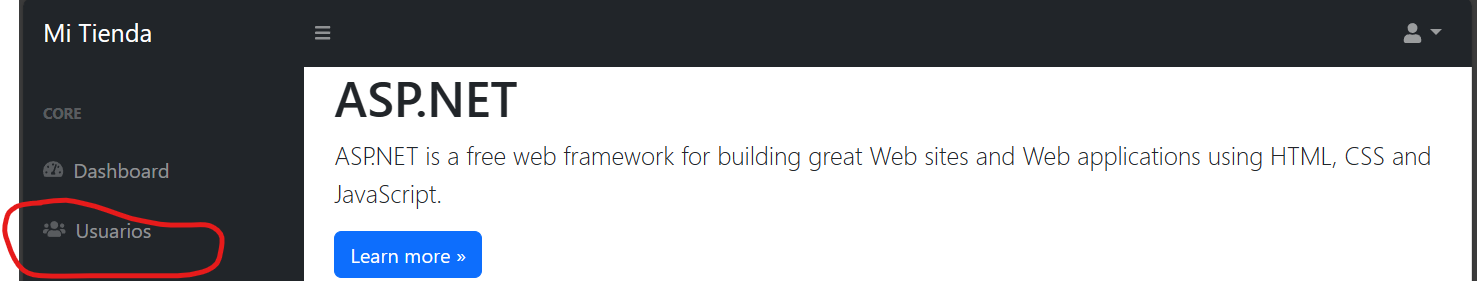 Mi Tienda
CORE
Dashboard
Usuarios
ASP.NET
ASP.NET is a free web framework for building great Web sites and Web applications using HTML, CSS and
JavaScript.
Learn more »